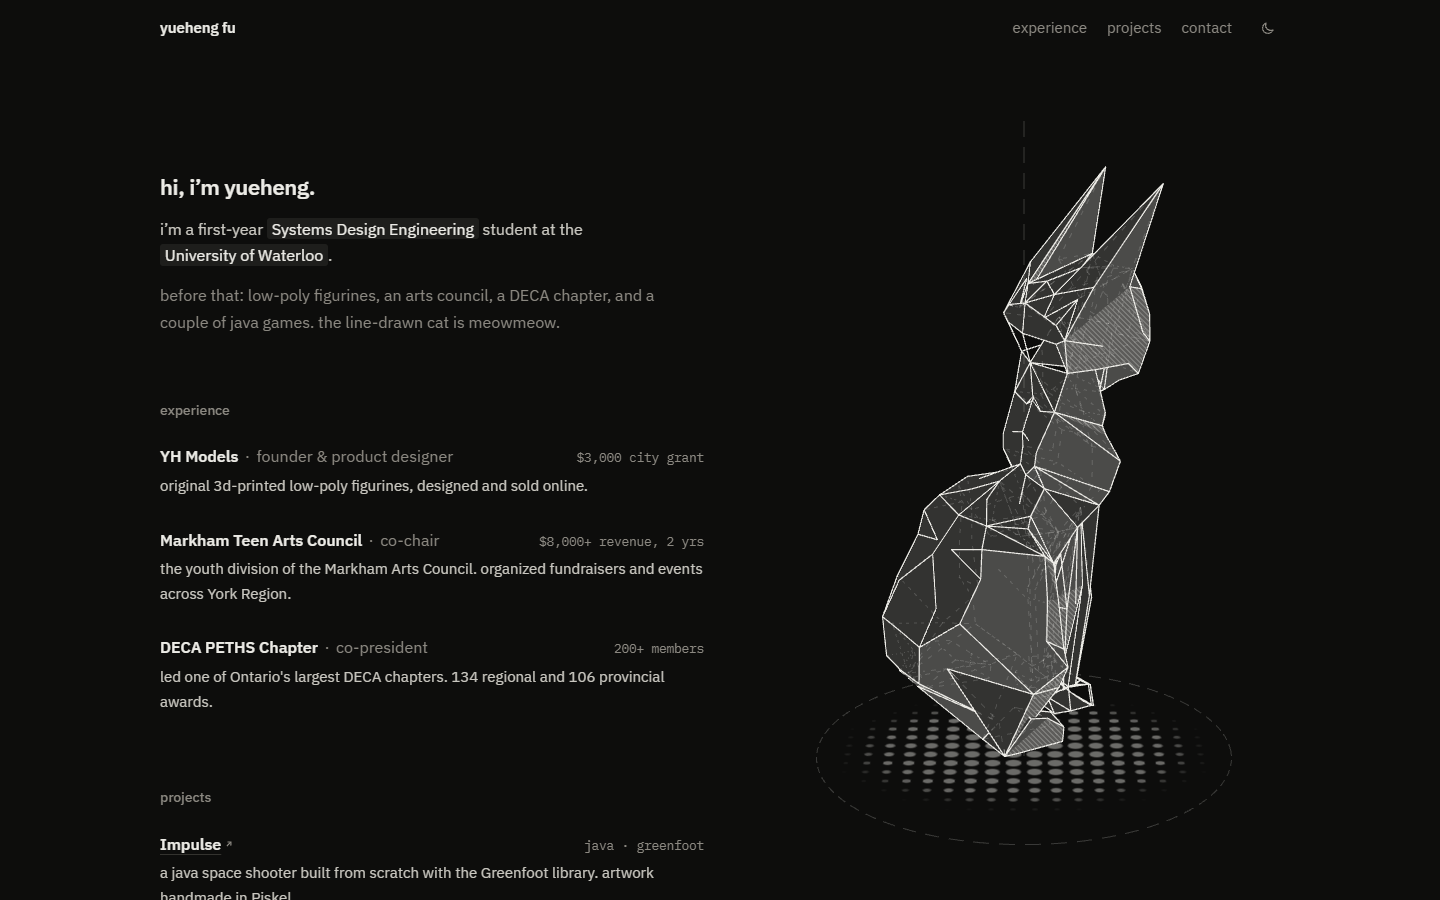 yueheng fu
experience projects contact
hi, i’m yueheng.
i’m a first-year Systems Design Engineering student at the
University of Waterloo.
before that: low-poly figurines, an arts council, a DECA chapter, and a
couple of java games. the line-drawn cat is meowmeow.
experience
YH Models · founder & product designer $3,000 city grant
original 3d-printed low-poly figurines, designed and sold online.
Markham Teen Arts Council · co-chair $8,000+ revenue, 2 yrs
the youth division of the Markham Arts Council. organized fundraisers and events
across York Region.
DECA PETHS Chapter · co-president 200+ members
led one of Ontario's largest DECA chapters. 134 regional and 106 provincial
awards.
projects
Impulse ↗ java · greenfoot
a java space shooter built from scratch with the Greenfoot library. artwork
handmade in Piskel